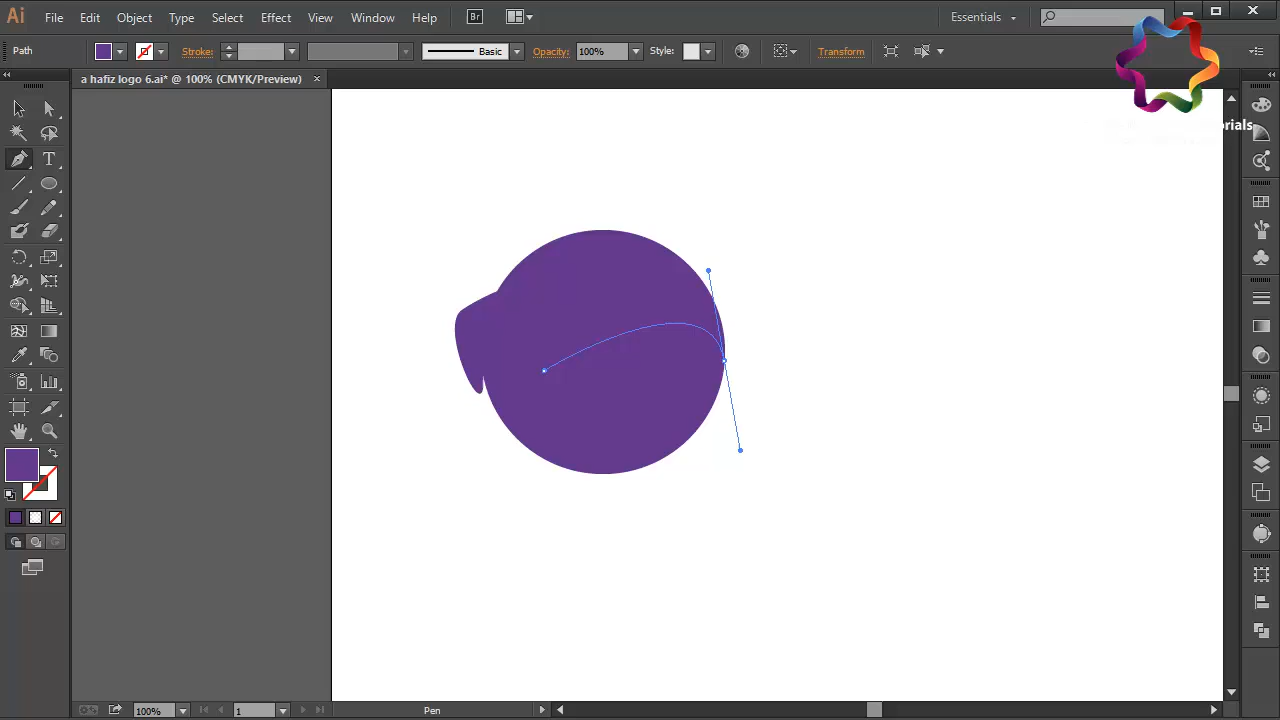 Ai File Edit Object Type Select Effect View Window Help Br Essentials
Path Stroke: Basic Opacity: 100% Style: Transform
a hafiz logo 6.ai* @ 100% (CMYK/Preview)
orials
T
100% 1 Pen